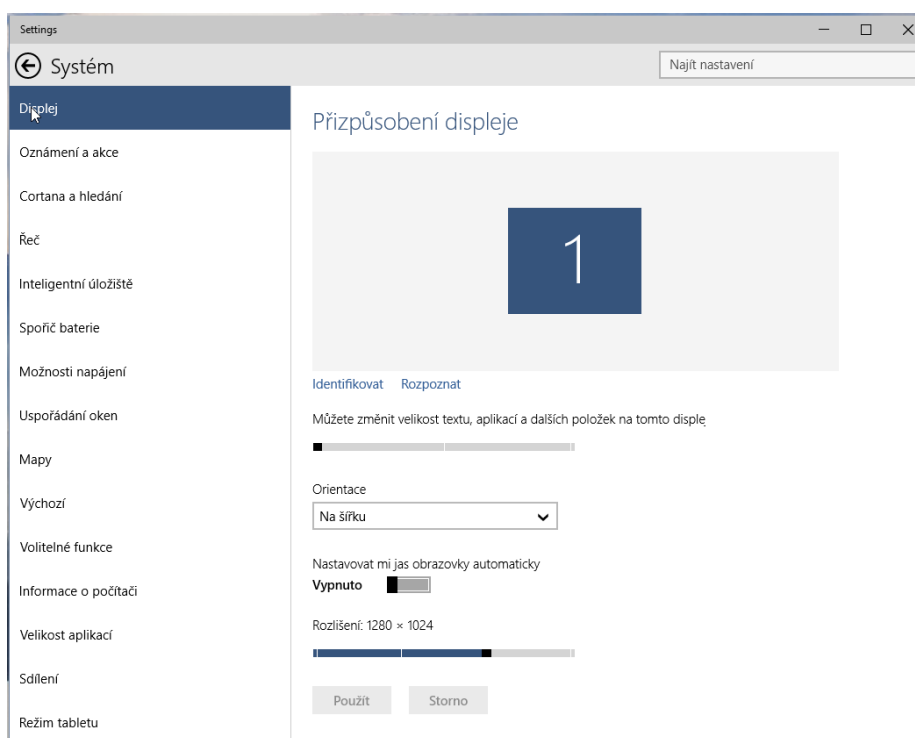 Settings
Systém
Najít nastavení
Displej
Oznámení a akce
Cortana a hledání
Řeč
Inteligentní úložiště
Spořič baterie
Možnosti napájení
Uspořádání oken
Mapy
Výchozí
Volitelné funkce
Informace o počítači
Velikost aplikací
Sdílení
Režim tabletu
Přizpůsobení displeje
1
Identifikovat Rozpoznat
Můžete změnit velikost textu, aplikací a dalších položek na tomto disple
Orientace
Na šířku
Nastavovat mi jas obrazovky automaticky
Vypnuto
Rozlišení: 1280 × 1024
Použít Storno